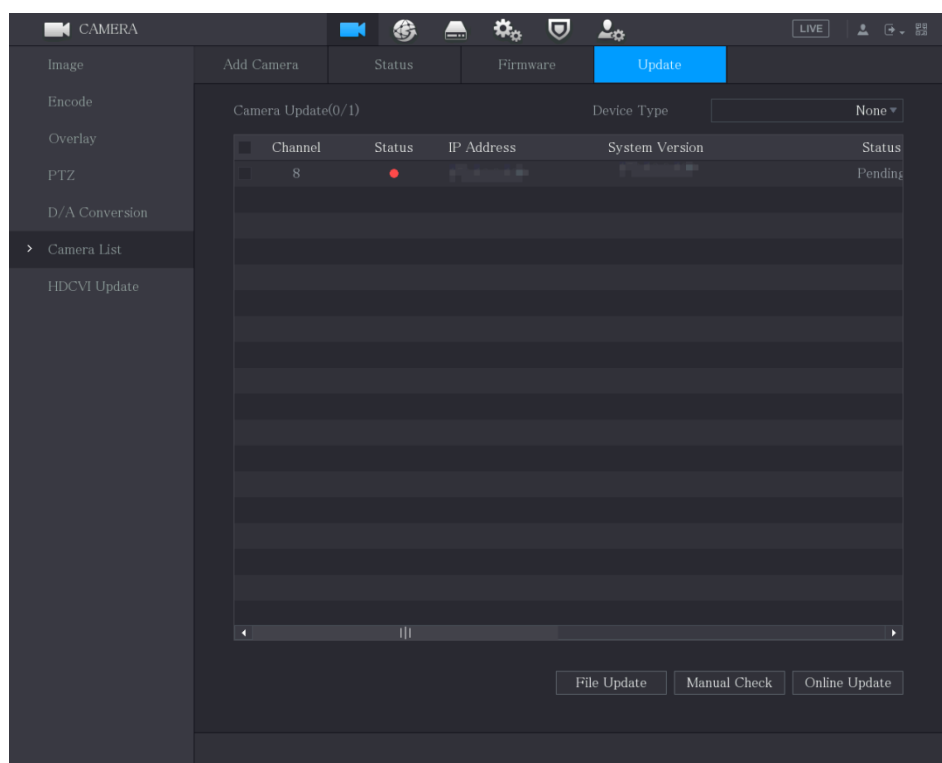 CAMERA LIVE
Image
Encode
Overlay
PTZ
D/A Conversion
Camera List
HDCVI Update
Add Camera Status Firmware Update
Camera Update(0/1) Device Type None
Channel Status IP Address System Version Status
8 Pending
File Update Manual Check Online Update